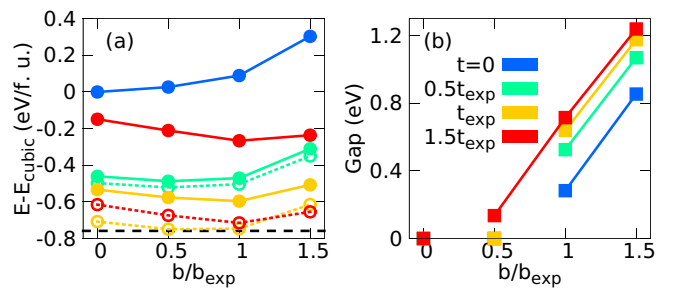 E-E_cubic (eV/f. u.)
0.4
0.2
0
-0.2
-0.4
-0.6
-0.8
(a)
0 0.5 1 1.5
b/b_exp
Gap (eV)
1.2
0.8
0.4
0
(b)
t=0
0.5t_exp
t_exp
1.5t_exp
0 0.5 1 1.5
b/b_exp